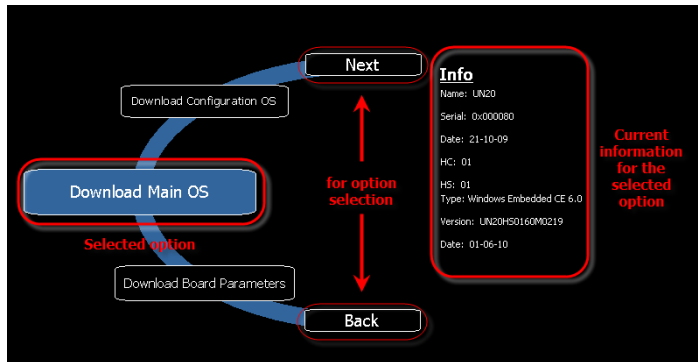 Next
Download Configuration OS
Download Main OS
Selected option
Download Board Parameters
Back
for option
selection
Info
Name: UN20
Serial: 0x000080
Date: 21-10-09
HC: 01
HS: 01
Type: Windows Embedded CE 6.0
Version: UN20HS0160M0219
Date: 01-06-10
Current
information
for the
selected
option